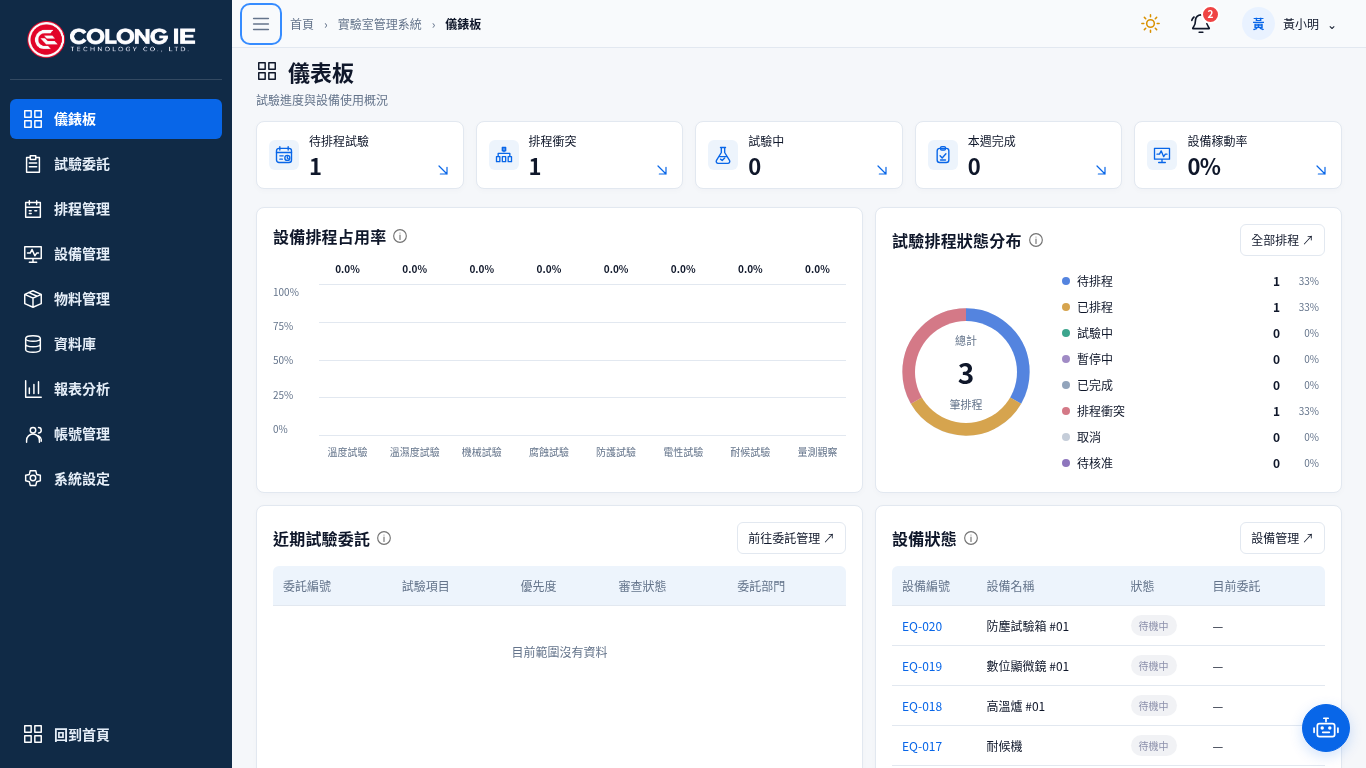 COLONG IE
TECHNOLOGY CO., LTD.
儀錶板
試驗委託
排程管理
設備管理
物料管理
資料庫
報表分析
帳號管理
系統設定
回到首頁
首頁 › 實驗室管理系統 › 儀錶板
2
黃 黃小明
儀表板
試驗進度與設備使用概況
待排程試驗
1
排程衝突
1
試驗中
0
本週完成
0
設備稼動率
0%
設備排程占用率
0.0% 0.0% 0.0% 0.0% 0.0% 0.0% 0.0% 0.0%
100%
75%
50%
25%
0%
溫度試驗 溫濕度試驗 機械試驗 腐蝕試驗 防護試驗 電性試驗 耐候試驗 量測觀察
試驗排程狀態分布
全部排程 ↗
總計
3
筆排程
待排程 1 33%
已排程 1 33%
試驗中 0 0%
暫停中 0 0%
已完成 0 0%
排程衝突 1 33%
取消 0 0%
待核准 0 0%
近期試驗委託
前往委託管理 ↗
委託編號 試驗項目 優先度 審查狀態 委託部門
目前範圍沒有資料
設備狀態
設備管理 ↗
設備編號 設備名稱 狀態 目前委託
EQ-020 防塵試驗箱 #01 待機中 —
EQ-019 數位顯微鏡 #01 待機中 —
EQ-018 高溫爐 #01 待機中 —
EQ-017 耐候機 待機中 —